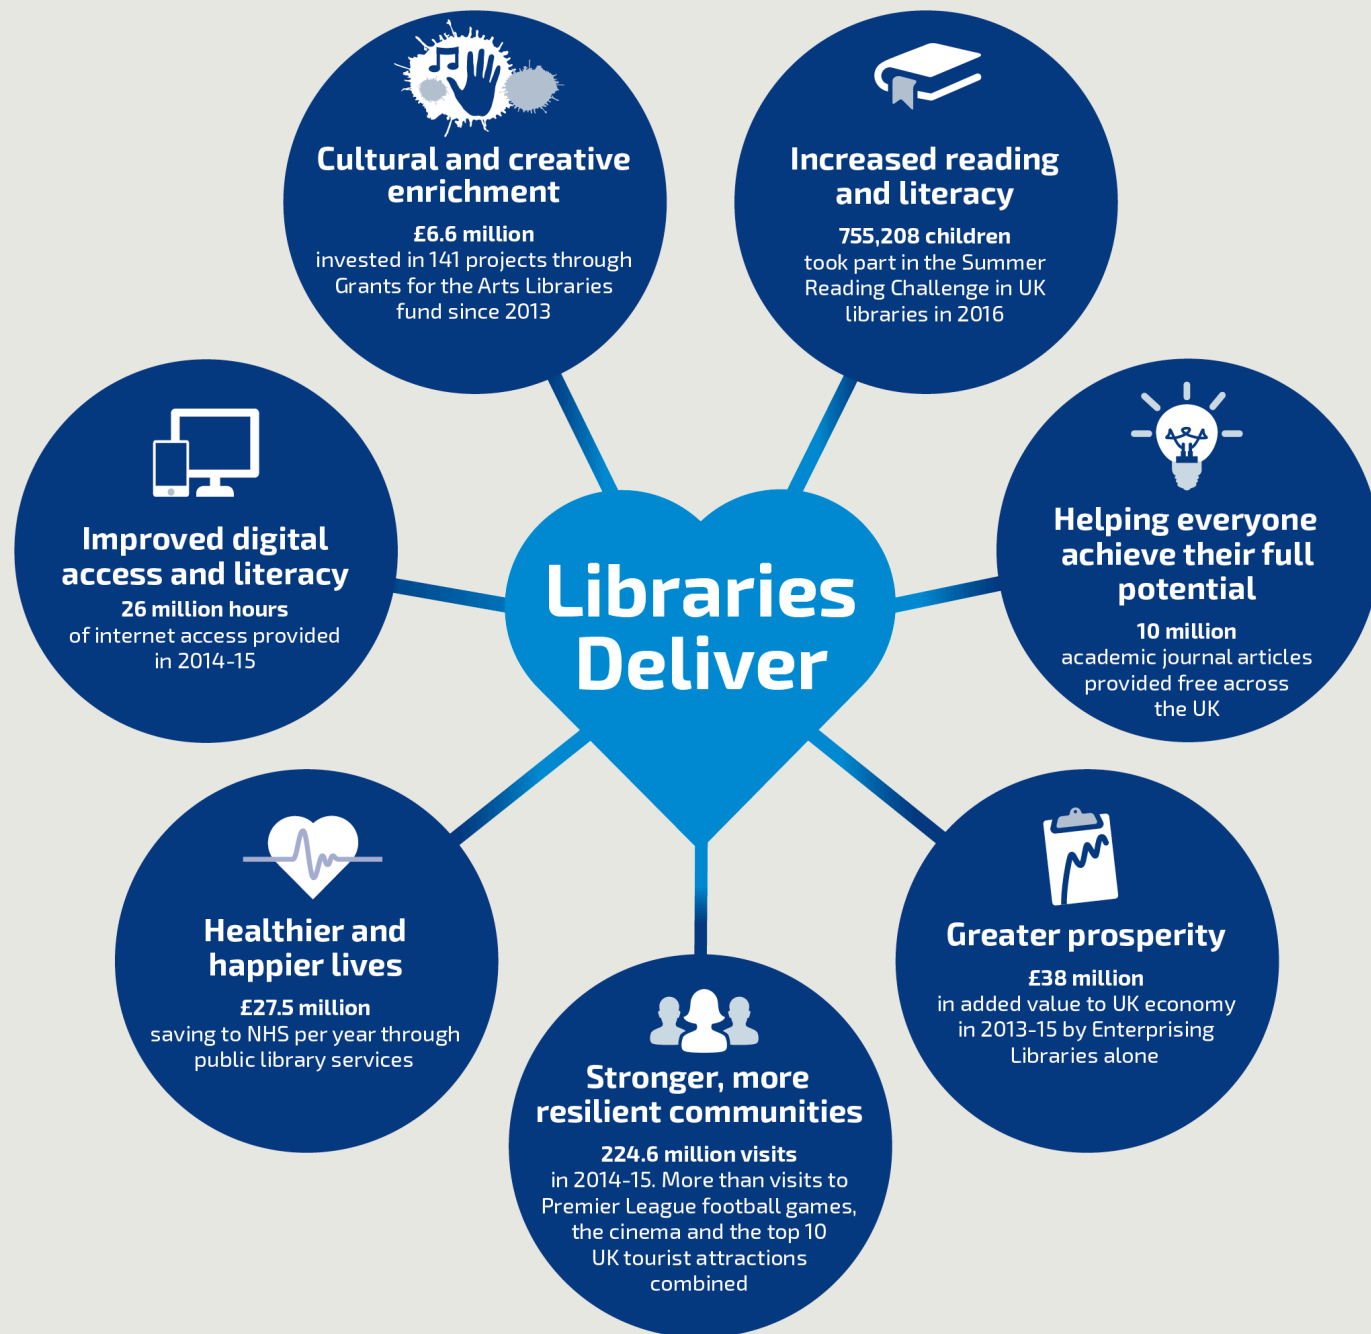 Cultural and creative
enrichment
£6.6 million
invested in 141 projects through
Grants for the Arts Libraries
fund since 2013
Increased reading
and literacy
755,208 children
took part in the Summer
Reading Challenge in UK
libraries in 2016
Improved digital
access and literacy
26 million hours
of internet access provided
in 2014-15
Libraries
Deliver
Helping everyone
achieve their full
potential
10 million
academic journal articles
provided free across
the UK
Healthier and
happier lives
£27.5 million
saving to NHS per year through
public library services
Greater prosperity
£38 million
in added value to UK economy
in 2013-15 by Enterprising
Libraries alone
Stronger, more
resilient communities
224.6 million visits
in 2014-15. More than visits to
Premier League football games,
the cinema and the top 10
UK tourist attractions
combined